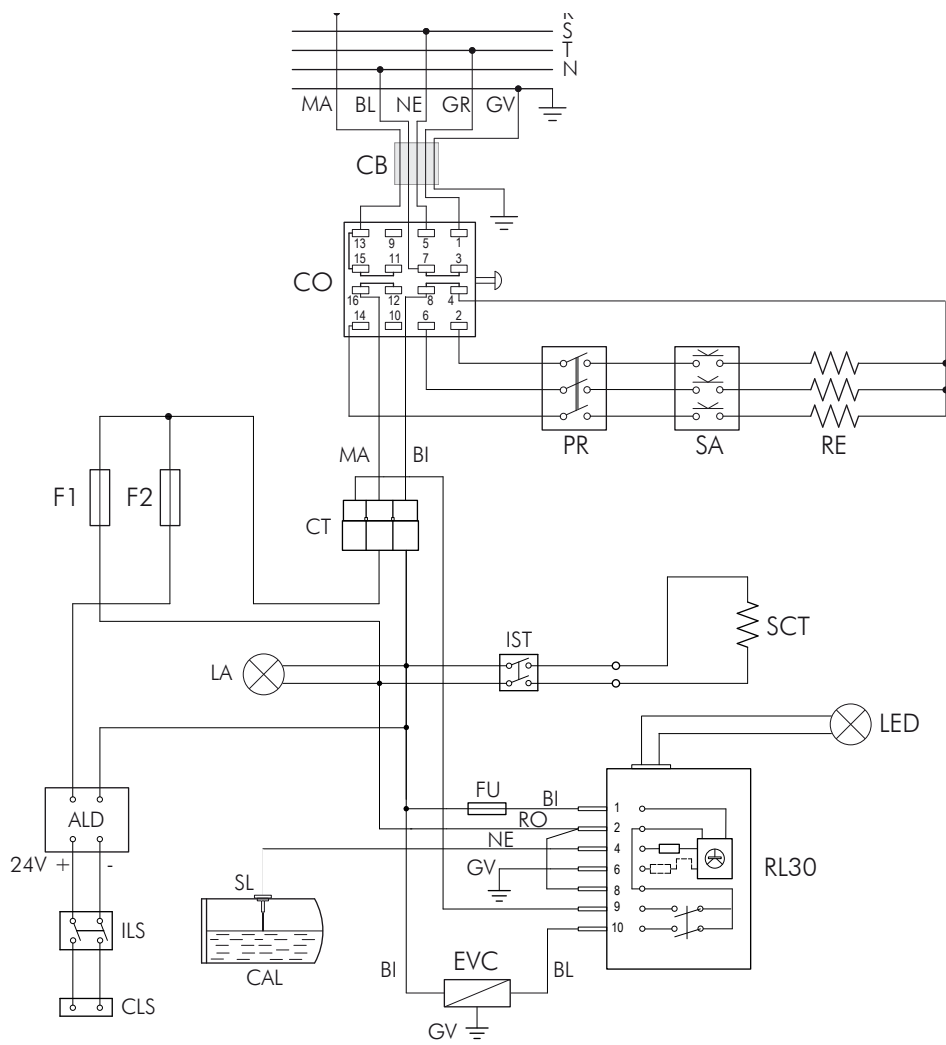 R
S
T
N
MA BL NE GR GV
CB
13 9 5 1
15 11 7 3
CO
16 12 8 4
14 10 6 2
PR SA RE
MA BI
F1 F2
CT
IST SCT
LA
LED
FU BI 1
ALD RO 2
24V + - NE 4
GV 6 RL30
SL 8
ILS 9
10
CAL BI EVC BL
CLS
GV